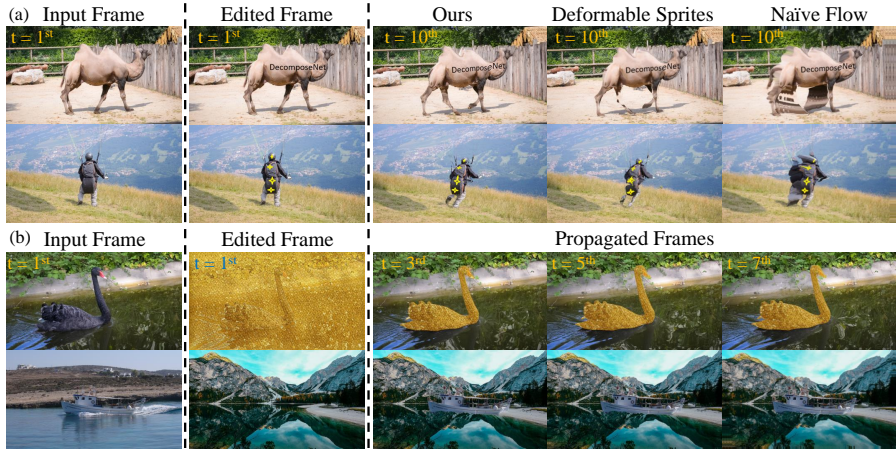 (a) Input Frame Edited Frame Ours Deformable Sprites Naïve Flow
t = 1st t = 1st t = 10th t = 10th t = 10th
DecomposeNet DecomposeNet DecomposeNet DecomposeNet
(b) Input Frame Edited Frame Propagated Frames
t = 1st t = 1st t = 3rd t = 5th t = 7th